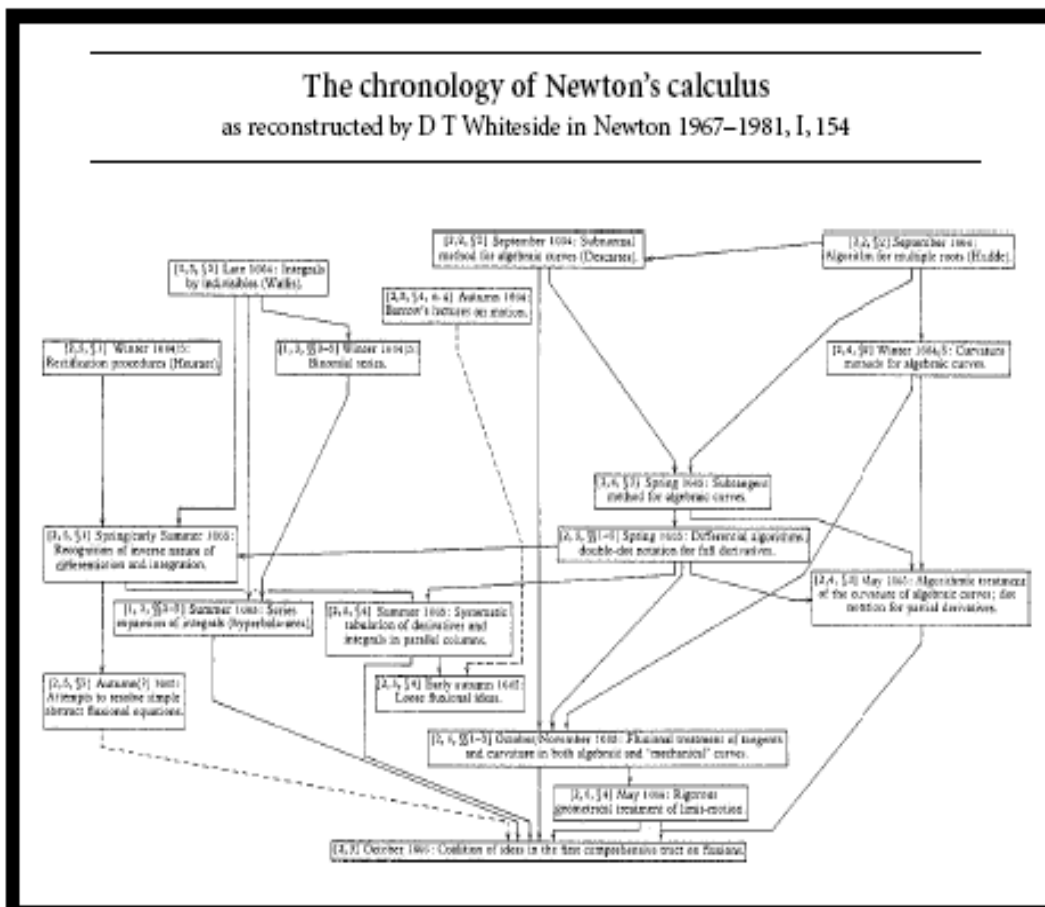 The chronology of Newton's calculus
as reconstructed by D T Whiteside in Newton 1967–1981, I, 154
September 1664: Subnormal
method for algebraic curves (Descartes).
September 1664:
Algorithm for multiple roots (Hudde).
Late 1664: Integrals
by indivisibles (Wallis).
Autumn 1664:
Barrow's lectures on motion.
Winter 1664/5:
Rectification procedures (Heuraet).
Winter 1664/5:
Binomial series.
Winter 1664/5: Curvature
methods for algebraic curves.
Spring 1665: Subtangent
method for algebraic curves.
Spring/early Summer 1665:
Recognition of inverse nature of
differentiation and integration.
Spring 1665: Differential algorithms,
double-dot notation for full derivatives.
May 1665: Algorithmic treatment
of the curvature of algebraic curves; dot
notation for partial derivatives.
Summer 1665: Series
expansion of integrals (hyperbola-area).
Summer 1665: Systematic
tabulation of derivatives and
integrals in parallel columns.
Autumn(?) 1665:
Attempts to resolve simple
abstract fluxional equations.
Early autumn 1665:
Loose fluxional ideas.
October/November 1665: Fluxional treatment of tangents
and curvature in both algebraic and "mechanical" curves.
May 1666: Rigorous
geometrical treatment of limit-motion.
October 1666: Coalition of ideas in the first comprehensive tract on fluxions.